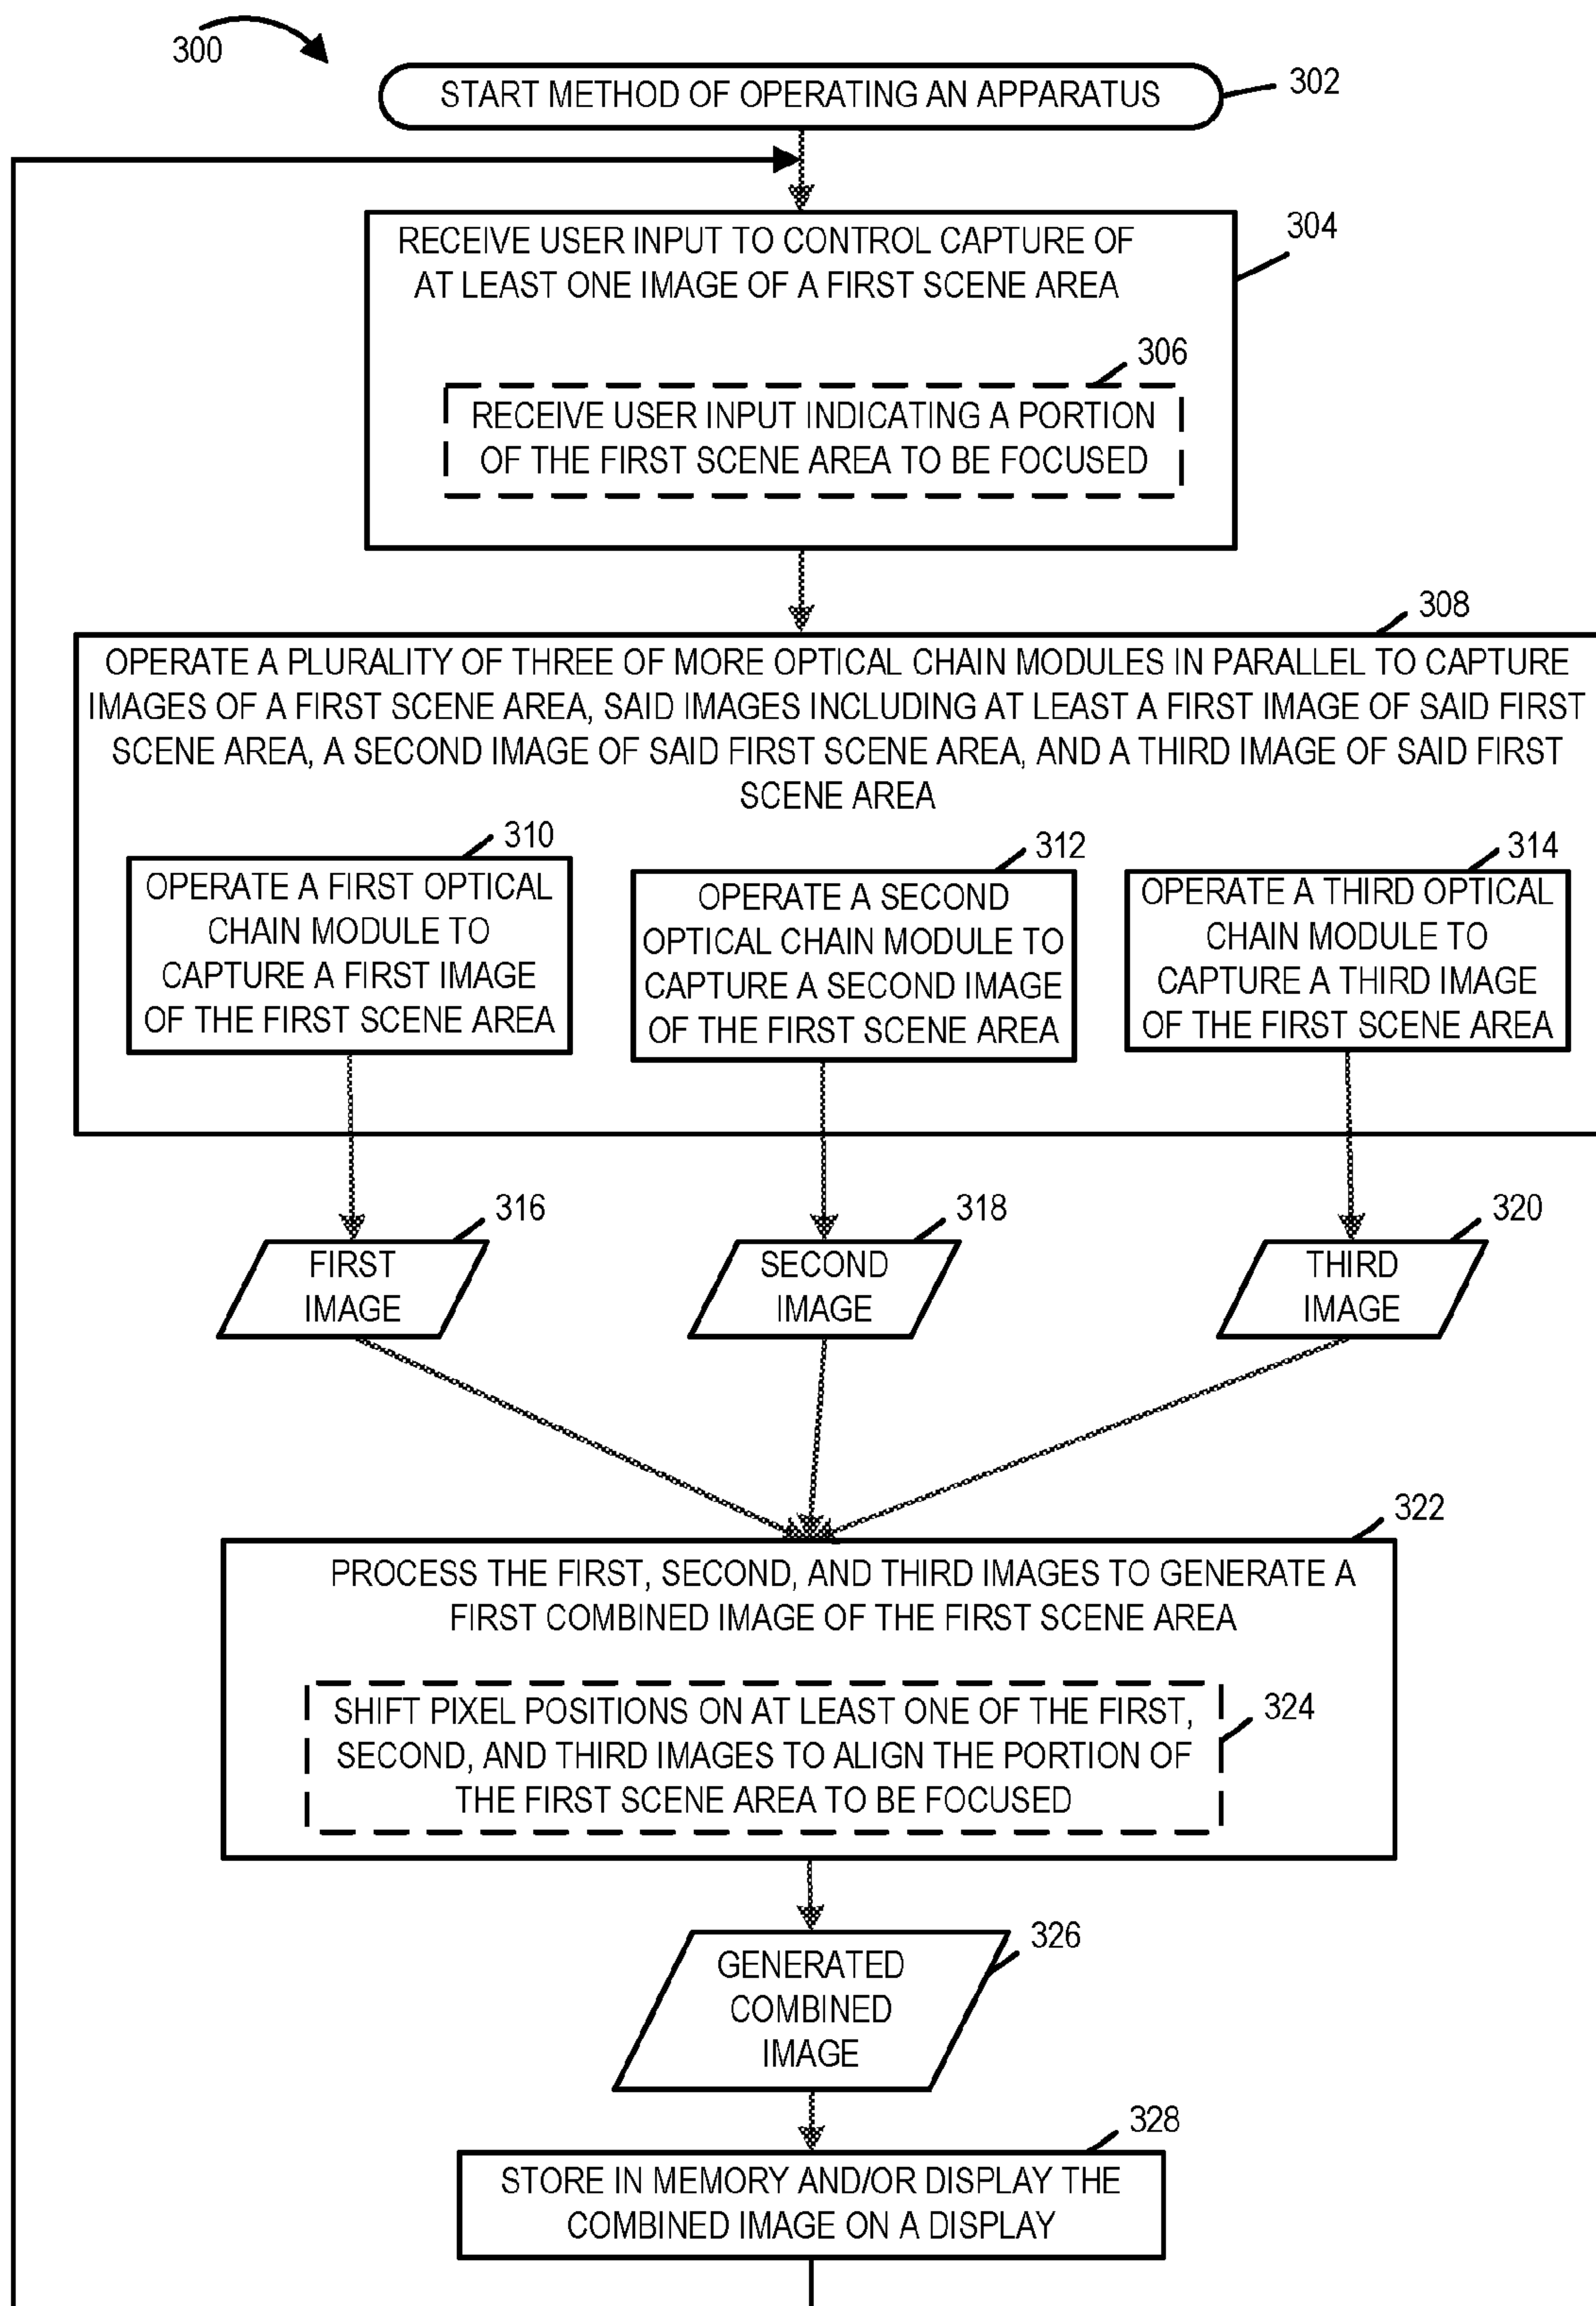 300
START METHOD OF OPERATING AN APPARATUS
302
RECEIVE USER INPUT TO CONTROL CAPTURE OF
AT LEAST ONE IMAGE OF A FIRST SCENE AREA
304
306
RECEIVE USER INPUT INDICATING A PORTION
OF THE FIRST SCENE AREA TO BE FOCUSED
308
OPERATE A PLURALITY OF THREE OF MORE OPTICAL CHAIN MODULES IN PARALLEL TO CAPTURE
IMAGES OF A FIRST SCENE AREA, SAID IMAGES INCLUDING AT LEAST A FIRST IMAGE OF SAID FIRST
SCENE AREA, A SECOND IMAGE OF SAID FIRST SCENE AREA, AND A THIRD IMAGE OF SAID FIRST
SCENE AREA
310
OPERATE A FIRST OPTICAL
CHAIN MODULE TO
CAPTURE A FIRST IMAGE
OF THE FIRST SCENE AREA
312
OPERATE A SECOND
OPTICAL CHAIN MODULE TO
CAPTURE A SECOND IMAGE
OF THE FIRST SCENE AREA
314
OPERATE A THIRD OPTICAL
CHAIN MODULE TO
CAPTURE A THIRD IMAGE
OF THE FIRST SCENE AREA
316
FIRST
IMAGE
318
SECOND
IMAGE
320
THIRD
IMAGE
322
PROCESS THE FIRST, SECOND, AND THIRD IMAGES TO GENERATE A
FIRST COMBINED IMAGE OF THE FIRST SCENE AREA
SHIFT PIXEL POSITIONS ON AT LEAST ONE OF THE FIRST,
SECOND, AND THIRD IMAGES TO ALIGN THE PORTION OF
THE FIRST SCENE AREA TO BE FOCUSED
324
GENERATED
COMBINED
IMAGE
326
328
STORE IN MEMORY AND/OR DISPLAY THE
COMBINED IMAGE ON A DISPLAY